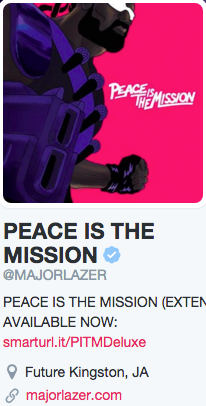 PEACE IS
THE MISSION
PEACE IS THE
MISSION
@MAJORLAZER
PEACE IS THE MISSION (EXTEN
AVAILABLE NOW:
smarturl.it/PITMDeluxe
Future Kingston, JA
majorlazer.com